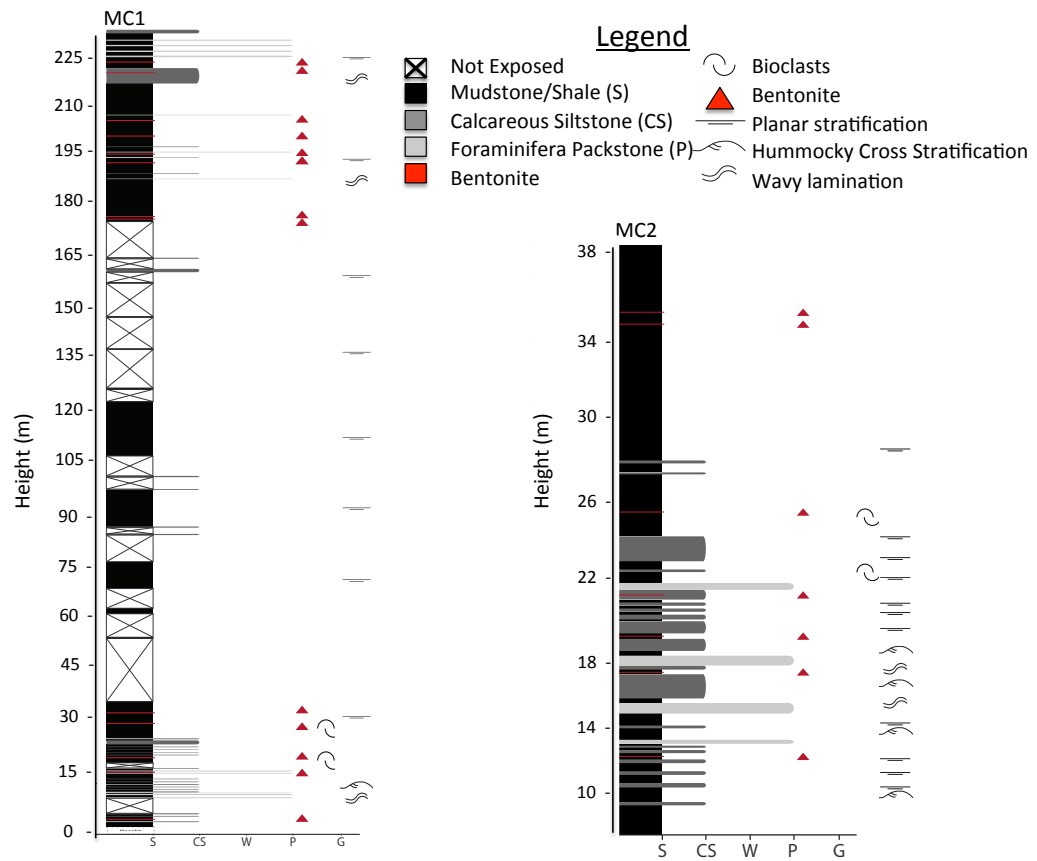 MC1
Legend
Not Exposed
Mudstone/Shale (S)
Calcareous Siltstone (CS)
Foraminifera Packstone (P)
Bentonite
Bioclasts
Bentonite
Planar stratification
Hummocky Cross Stratification
Wavy lamination
225
210
195
180
165
150
135
120
105
90
75
60
45
30
15
0
Height (m)
S CS W P G
MC2
38
34
30
26
22
18
14
10
Height (m)
S CS W P G